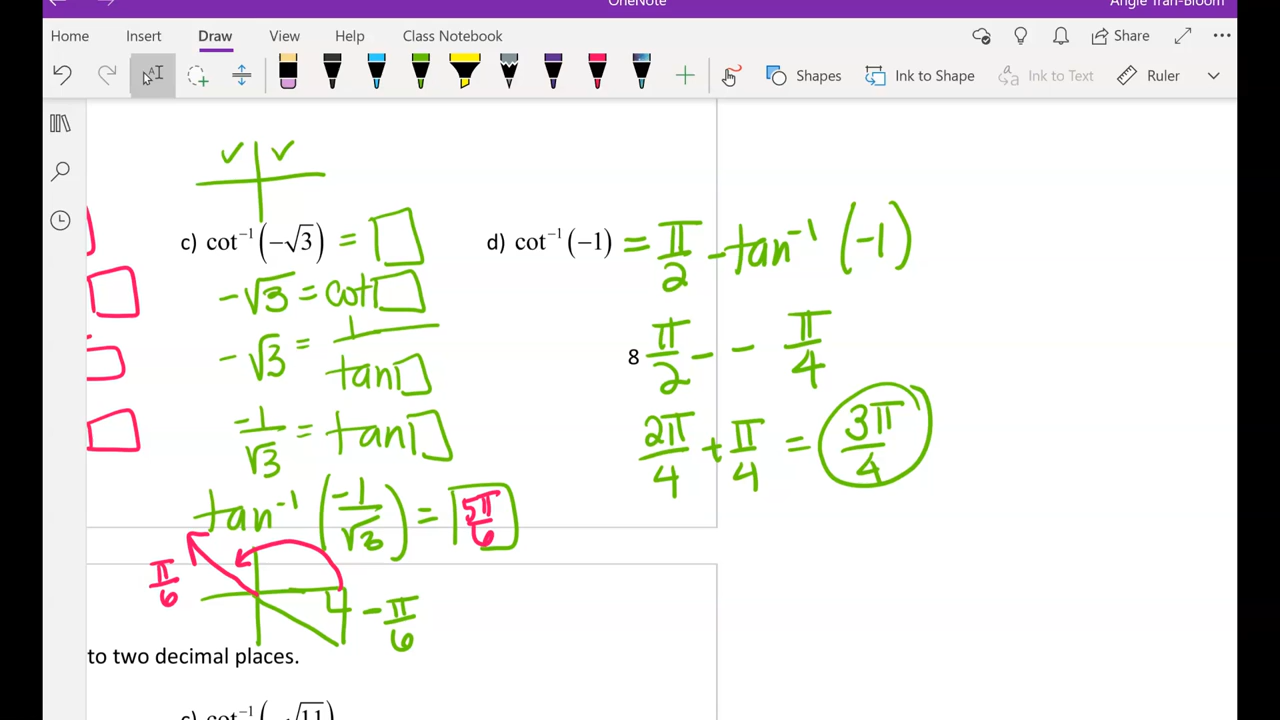 OneNote
Angie Tran-Bloom
Home Insert Draw View Help Class Notebook Share
Shapes Ink to Shape Ink to Text Ruler
✓ ✓
c) cot⁻¹(−√3) = □
−√3 = cot □
−√3 = 1/tan □
−1/√3 = tan □
tan⁻¹(−1/√3) = 5π/6
π/6
−π/6
d) cot⁻¹(−1) = π/2 − tan⁻¹(−1)
8 π/2 − − π/4
2π/4 + π/4 = 3π/4
to two decimal places.